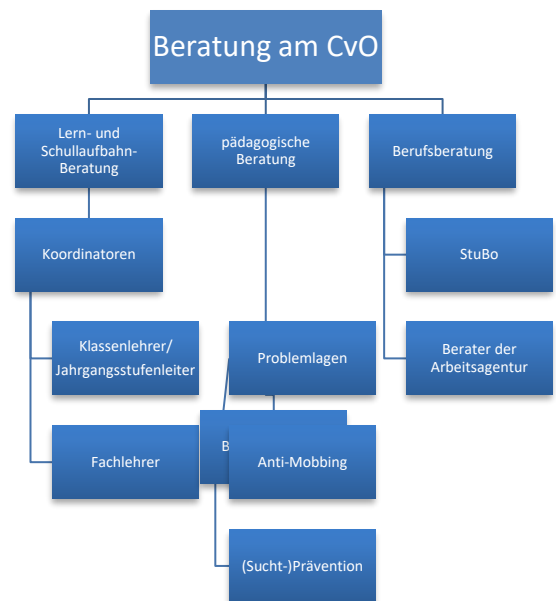 Beratung am CvO
Lern- und
Schullaufbahn-
Beratung
pädagogische
Beratung
Berufsberatung
Koordinatoren
StuBo
Klassenlehrer/
Jahrgangsstufenleiter
Problemlagen
Berater der
Arbeitsagentur
Fachlehrer
Anti-Mobbing
(Sucht-)Prävention